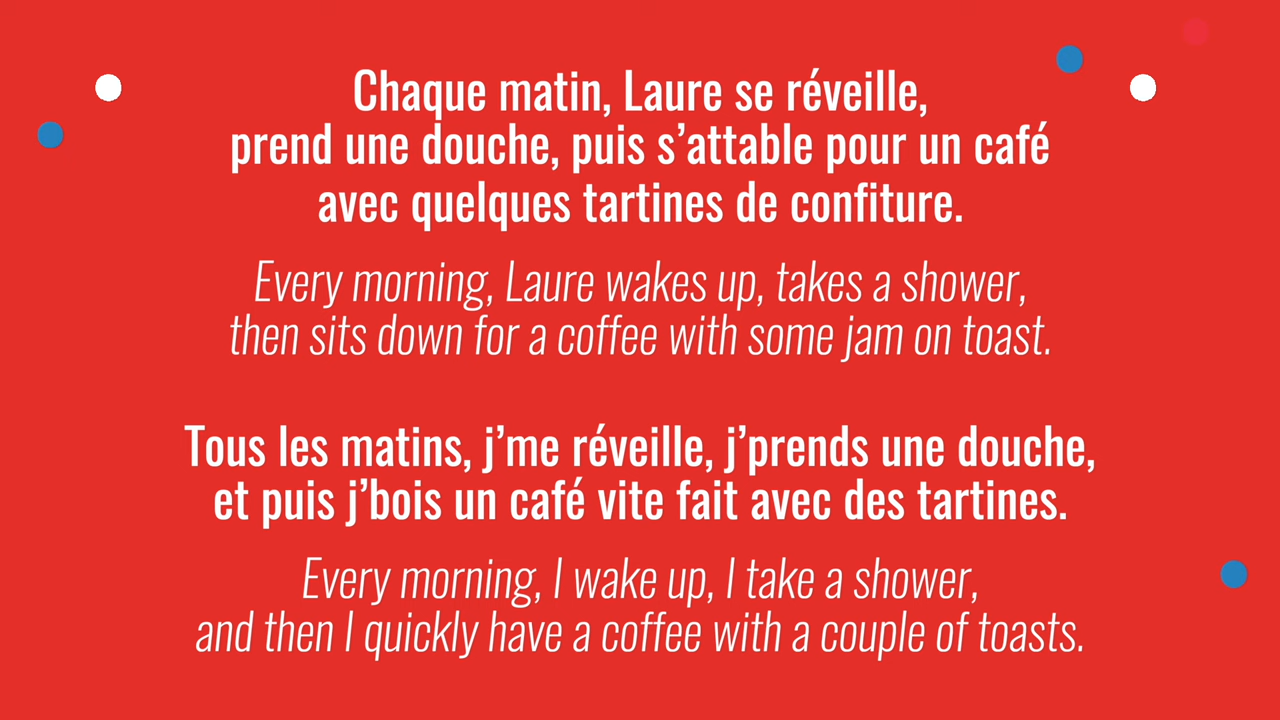 Chaque matin, Laure se réveille,
prend une douche, puis s’attable pour un café
avec quelques tartines de confiture.
Every morning, Laure wakes up, takes a shower,
then sits down for a coffee with some jam on toast.
Tous les matins, j’me réveille, j’prends une douche,
et puis j’bois un café vite fait avec des tartines.
Every morning, I wake up, I take a shower,
and then I quickly have a coffee with a couple of toasts.